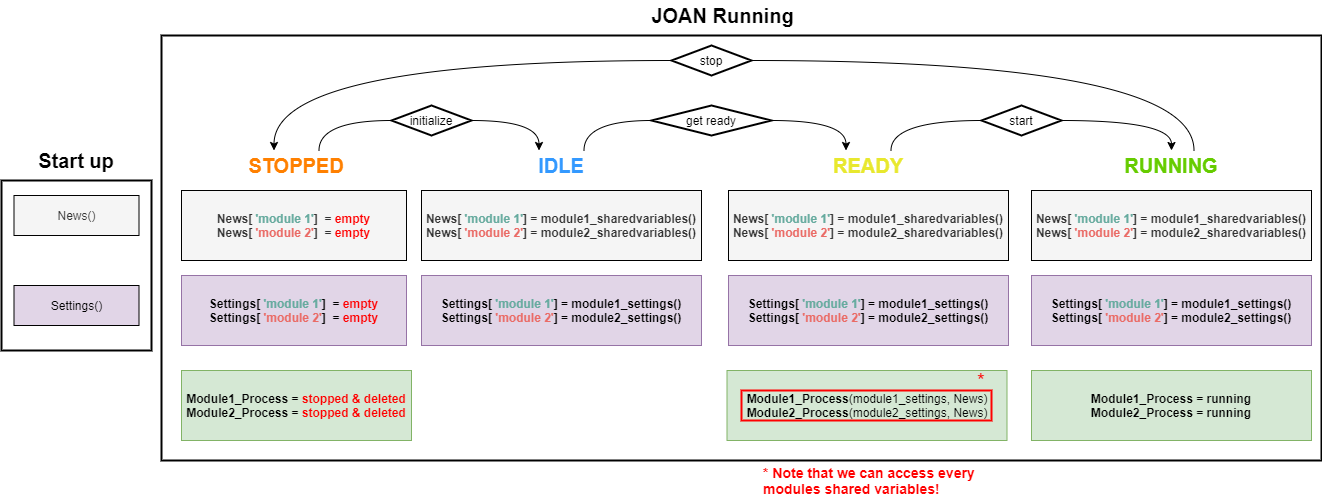 JOAN Running
stop
initialize
get ready
start
Start up
STOPPED
IDLE
READY
RUNNING
News()
News[ 'module 1'] = empty
News[ 'module 2'] = empty
News[ 'module 1'] = module1_sharedvariables()
News[ 'module 2'] = module2_sharedvariables()
News[ 'module 1'] = module1_sharedvariables()
News[ 'module 2'] = module2_sharedvariables()
News[ 'module 1'] = module1_sharedvariables()
News[ 'module 2'] = module2_sharedvariables()
Settings()
Settings[ 'module 1'] = empty
Settings[ 'module 2'] = empty
Settings[ 'module 1'] = module1_settings()
Settings[ 'module 2'] = module2_settings()
Settings[ 'module 1'] = module1_settings()
Settings[ 'module 2'] = module2_settings()
Settings[ 'module 1'] = module1_settings()
Settings[ 'module 2'] = module2_settings()
Module1_Process = stopped & deleted
Module2_Process = stopped & deleted
*
Module1_Process(module1_settings, News)
Module2_Process(module2_settings, News)
Module1_Process = running
Module2_Process = running
* Note that we can access every
modules shared variables!